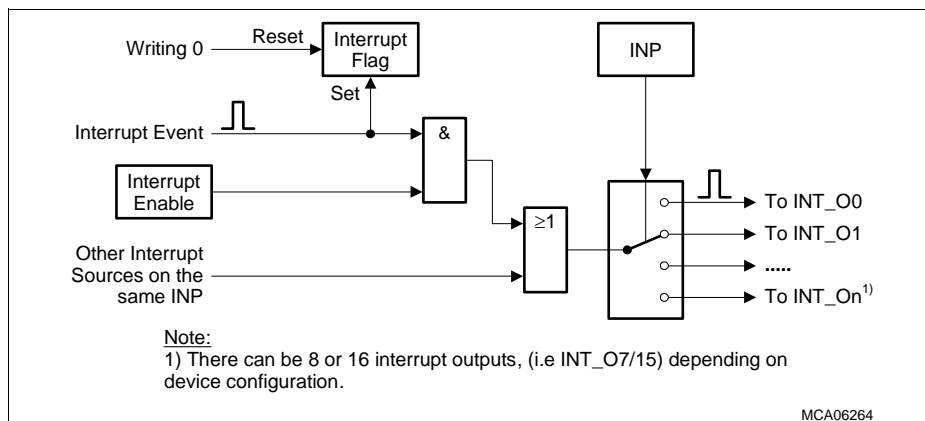 Writing 0
Reset
Interrupt
Flag
INP
Set
Interrupt Event
&
Interrupt
Enable
To INT_O0
≥1
To INT_O1
Other Interrupt
Sources on the
same INP
.....
To INT_On1)
Note:
1) There can be 8 or 16 interrupt outputs, (i.e INT_O7/15) depending on
device configuration.
MCA06264